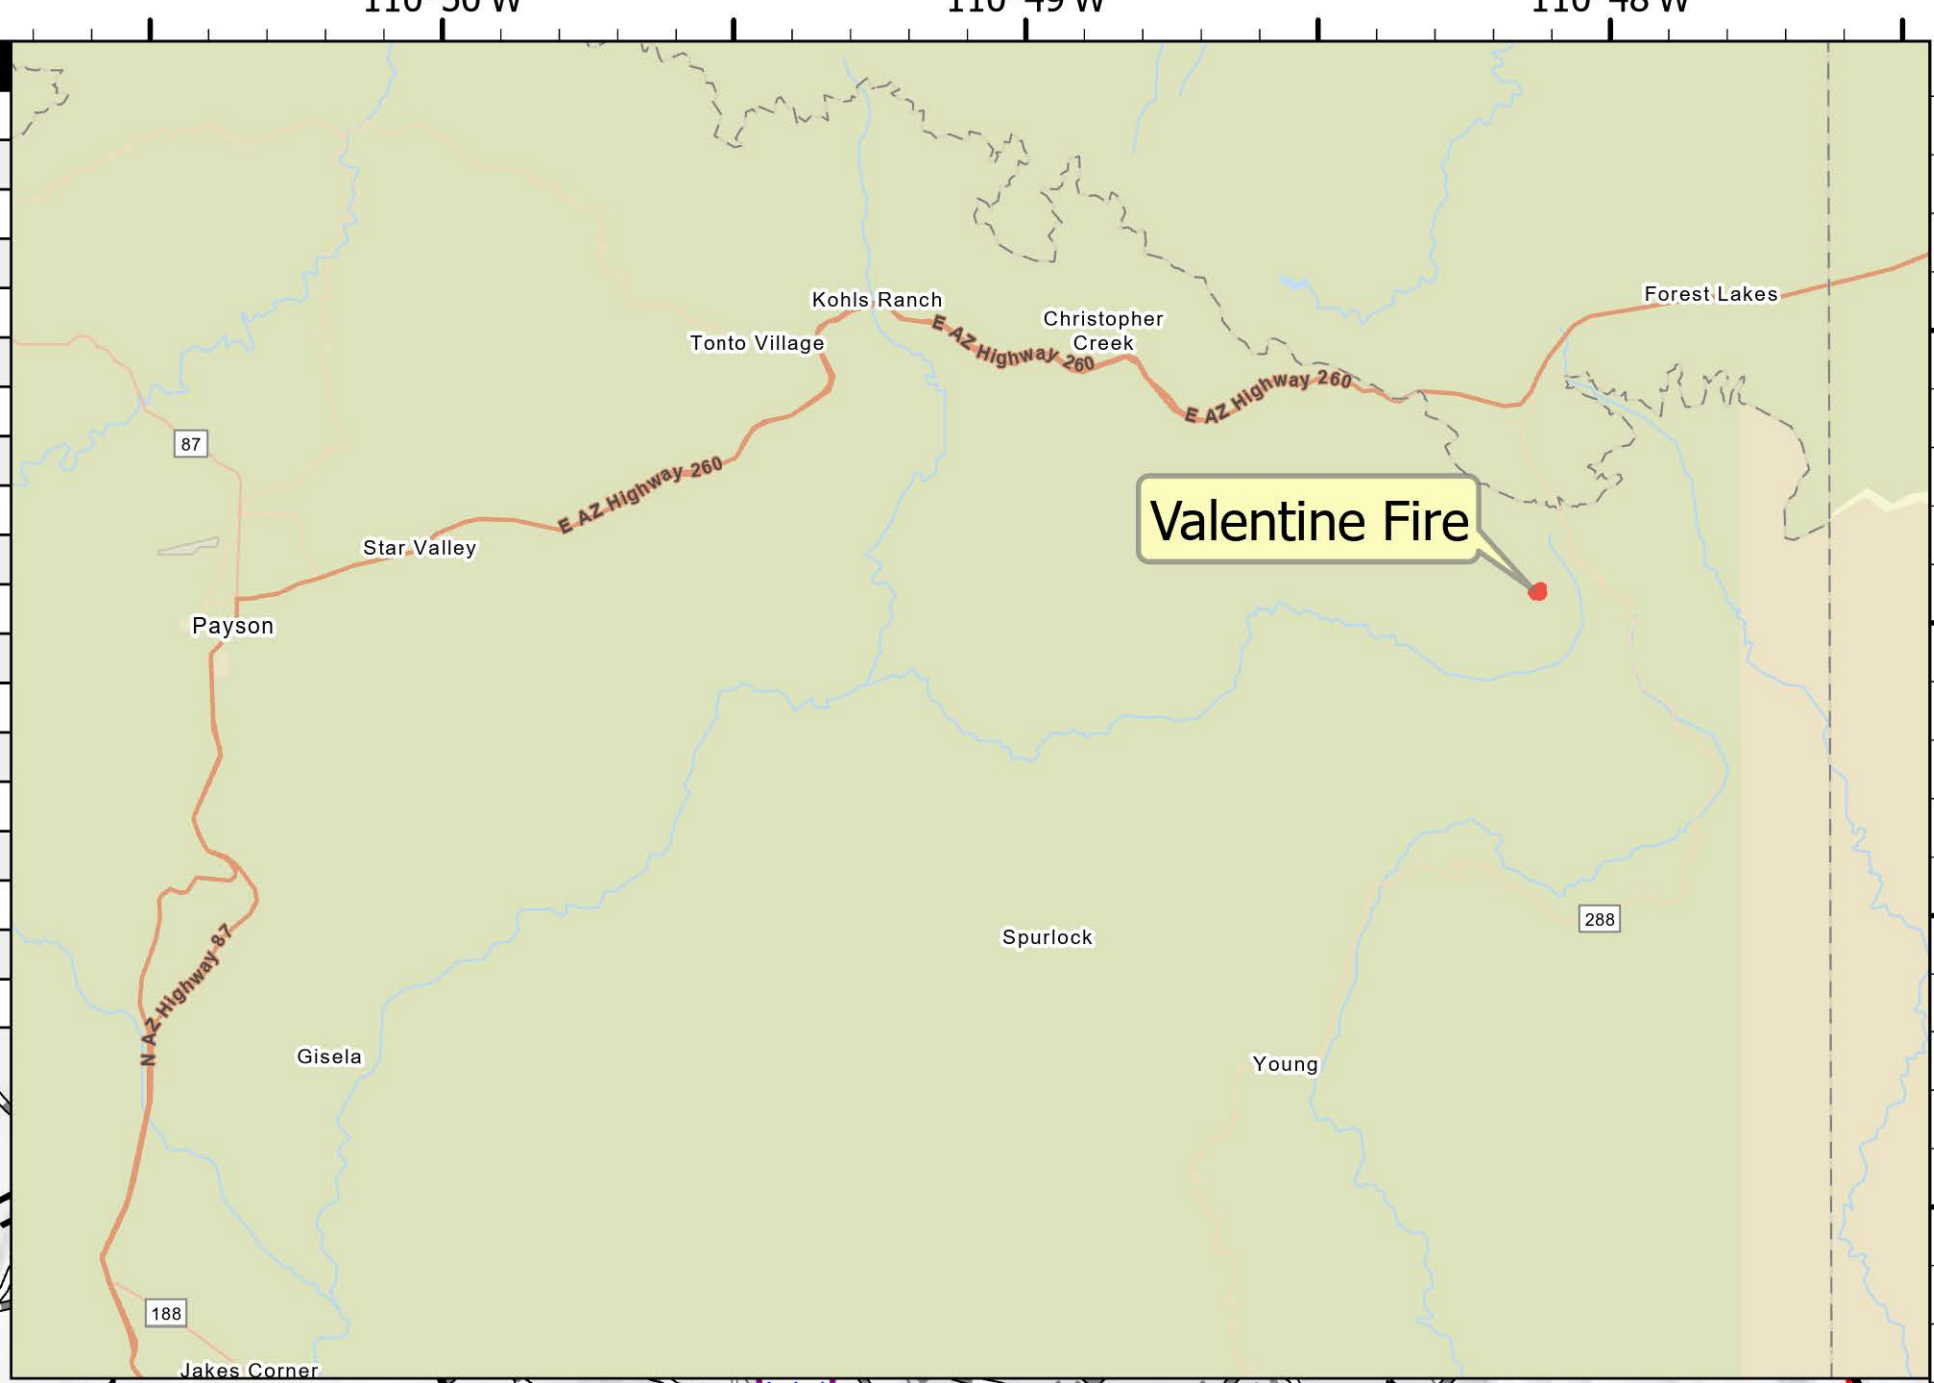 110°50'W
110°49'W
110°48'W
Kohls Ranch
Forest Lakes
Christopher
Creek
E AZ Highway 260
Tonto Village
E AZ Highway 260
87
E AZ Highway 260
Valentine Fire
Star Valley
Payson
288
Spurlock
N AZ Highway 87
Gisela
Young
188
Jakes Corner